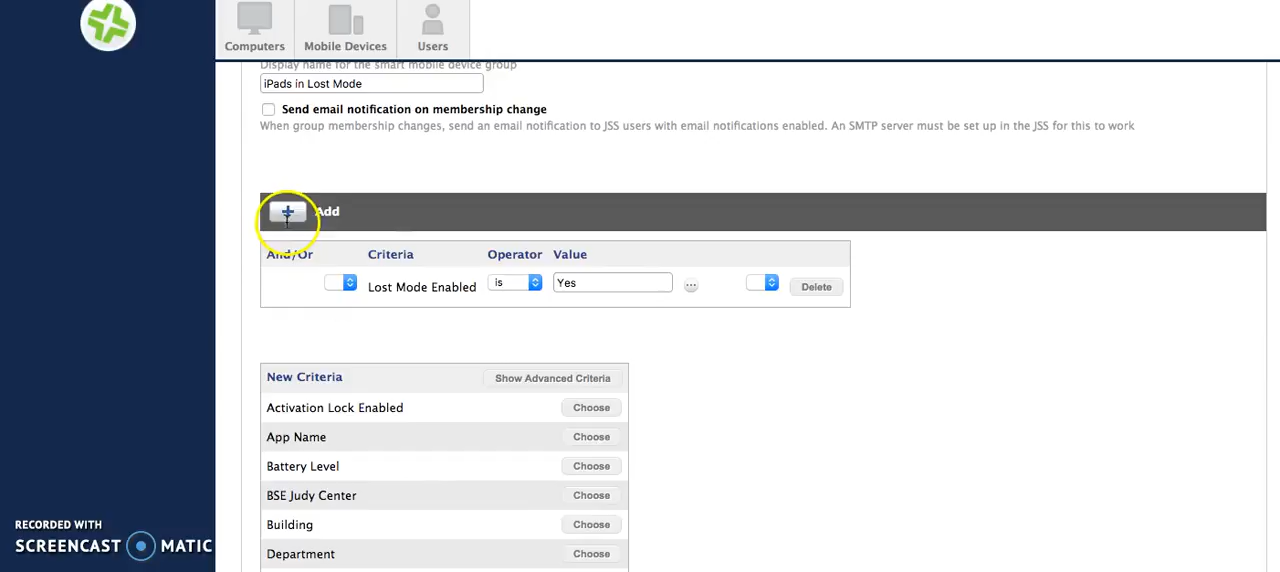 Computers Mobile Devices Users
Display name for the smart mobile device group
iPads in Lost Mode
Send email notification on membership change
When group membership changes, send an email notification to JSS users with email notifications enabled. An SMTP server must be set up in the JSS for this to work
+ Add
And/Or Criteria Operator Value
Lost Mode Enabled is Yes ... Delete
New Criteria Show Advanced Criteria
Activation Lock Enabled Choose
App Name Choose
Battery Level Choose
BSE Judy Center Choose
Building Choose
Department Choose
RECORDED WITH
SCREENCAST MATIC